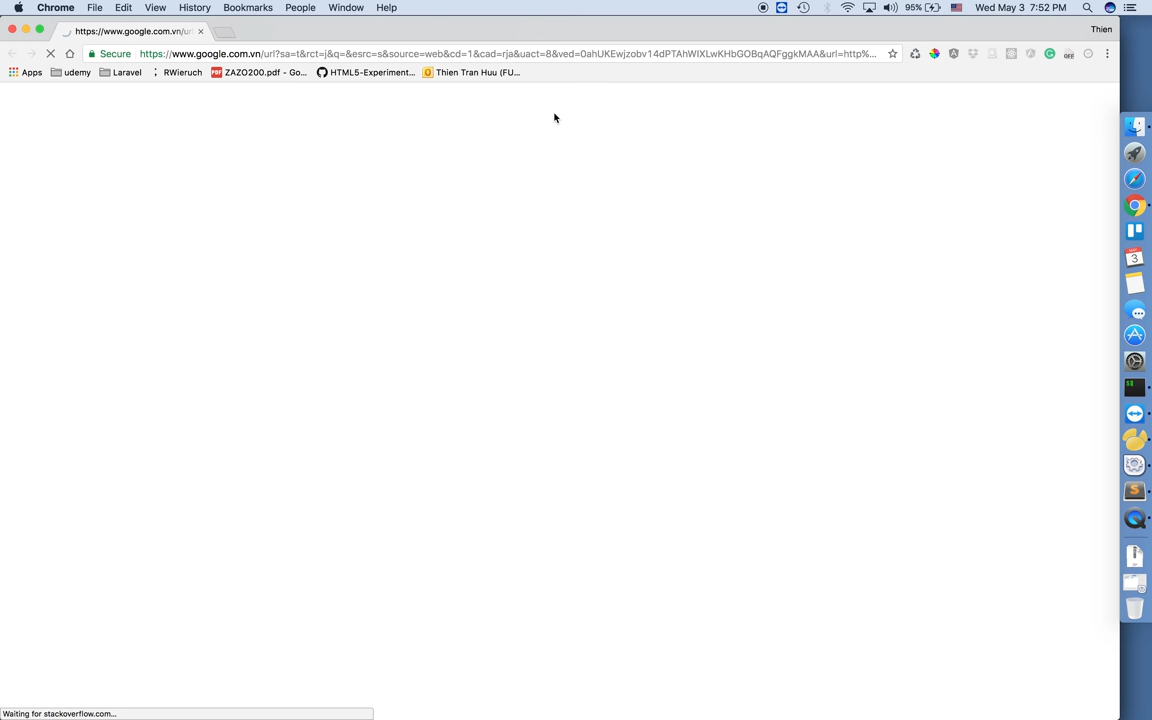 Chrome File Edit View History Bookmarks People Window Help 95% Wed May 3 7:52 PM
https://www.google.com.vn/url Thien
Secure https://www.google.com.vn/url?sa=t&rct=j&q=&esrc=s&source=web&cd=1&cad=rja&uact=8&ved=0ahUKEwjzobv14dPTAhWIXLwKHbGOBqAQFggkMAA&url=http%...
Apps udemy Laravel RWieruch ZAZO200.pdf - Go... HTML5-Experiment... Thien Tran Huu (FU...
Waiting for stackoverflow.com...